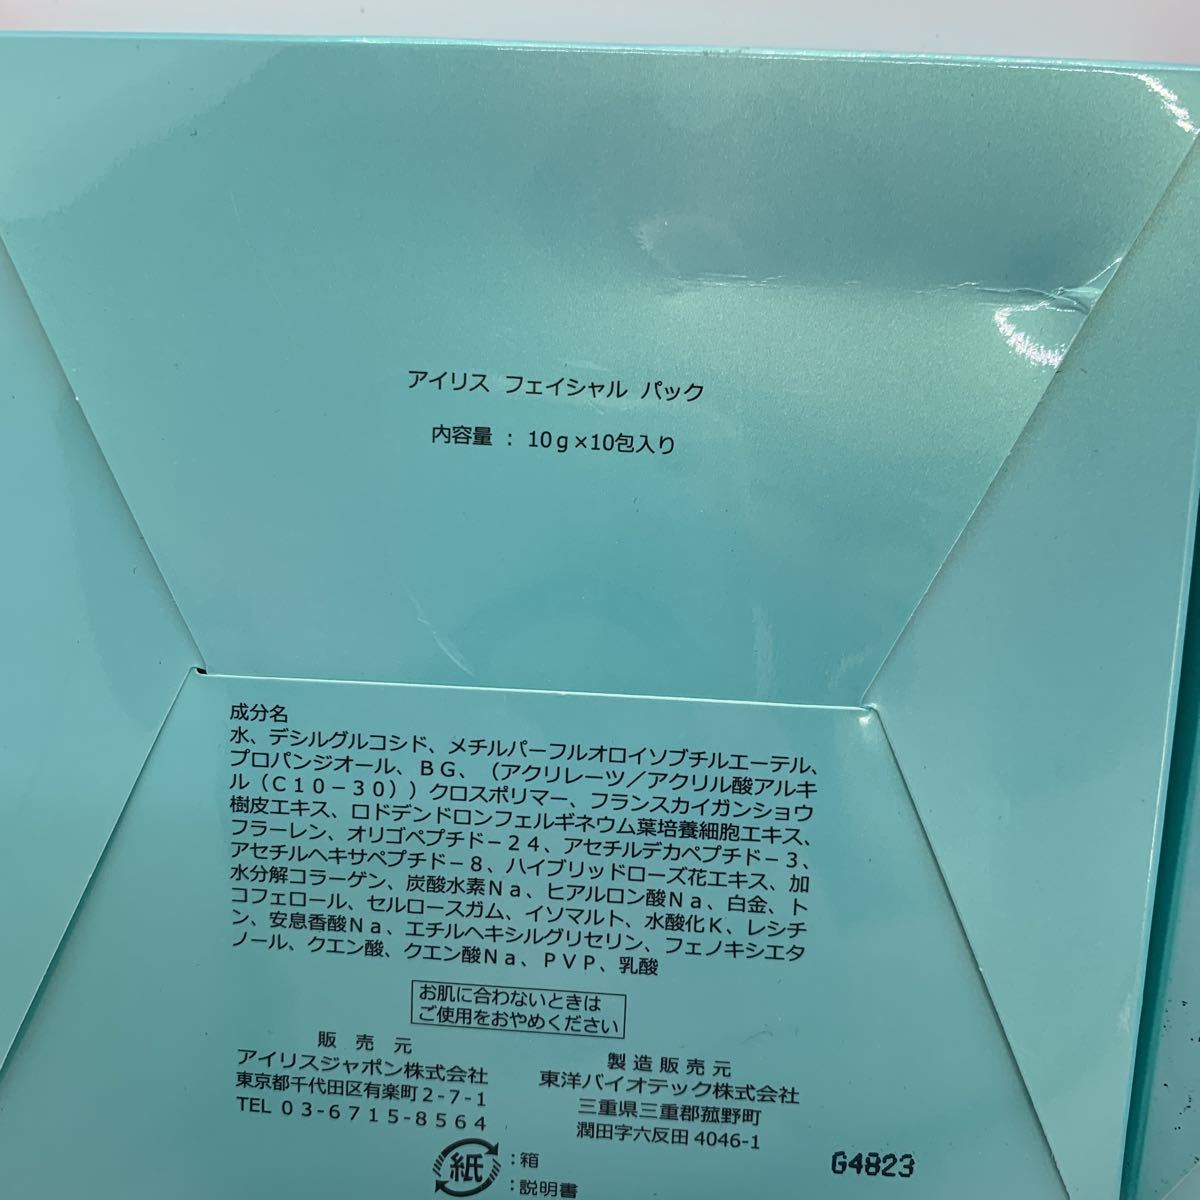 アイリス フェイシャル パック
内容量 : 10g×10包入り
成分名
水、デシルグルコシド、メチルパーフルオロイソブチルエーテル、
プロパンジオール、BG、(アクリレーツ/アクリル酸アルキ
ル(C10-30))クロスポリマー、フランスカイガンショウ
樹皮エキス、ロドデンドロンフェルギネウム葉培養細胞エキス、
フラーレン、オリゴペプチド-24、アセチルデカペプチド-3、
アセチルヘキサペプチド-8、ハイブリッドローズ花エキス、加
水分解コラーゲン、炭酸水素Na、ヒアルロン酸Na、白金、ト
コフェロール、セルロースガム、イソマルト、水酸化K、レシチ
ン、安息香酸Na、エチルヘキシルグリセリン、フェノキシエタ
ノール、クエン酸、クエン酸Na、PVP、乳酸
お肌に合わないときは
ご使用をおやめください
販売元
アイリスジャポン株式会社
東京都千代田区有楽町2-7-1
TEL 03-6715-8564
製造販売元
東洋バイオテック株式会社
三重県三重郡菰野町
潤田字六反田4046-1
紙 :箱
:説明書
G4823